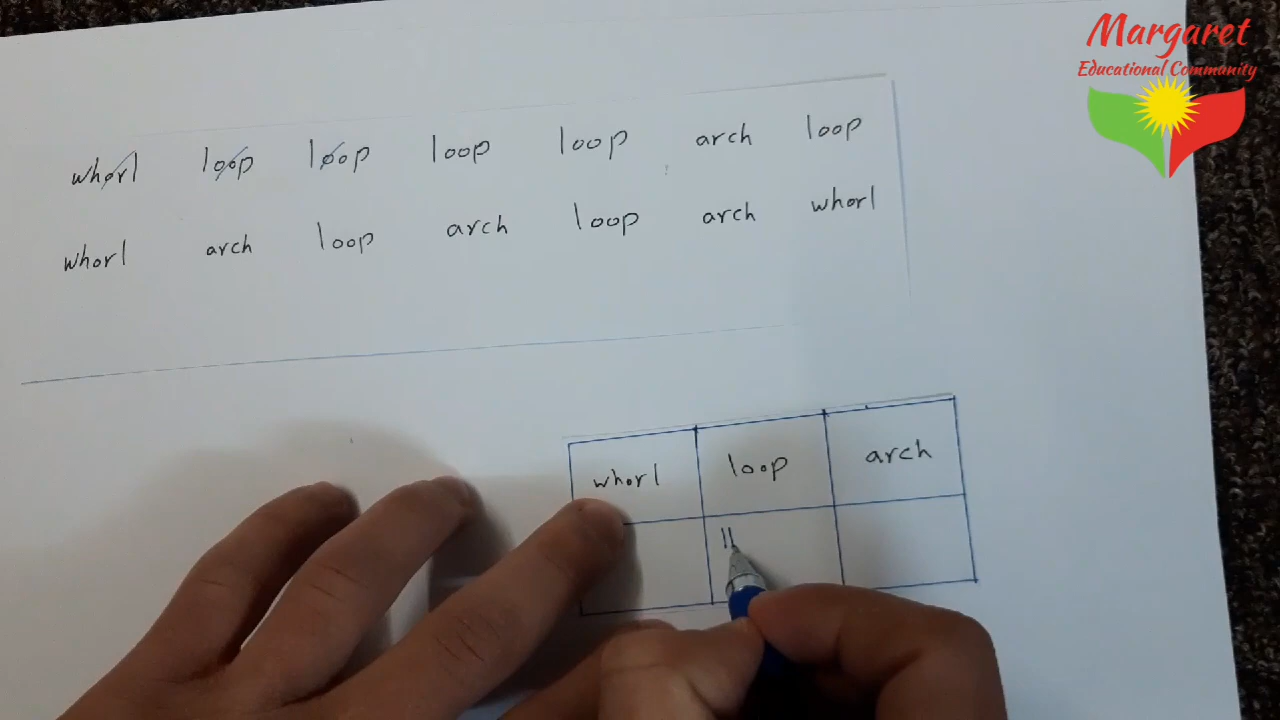 Margaret
Educational Community
whorl loop loop loop loop arch loop
whorl arch loop arch loop arch whorl
whorl loop arch
||